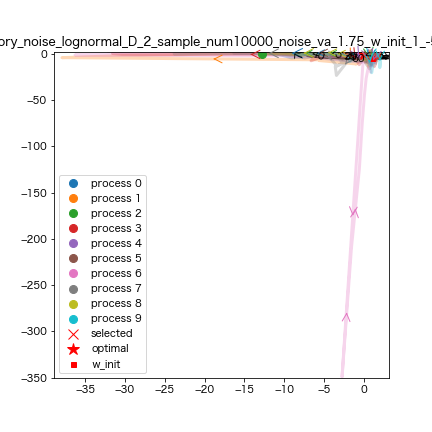 ory_noise_lognormal_D_2_sample_num10000_noise_va_1.75_w_init_1_-5
0
−50
−100
−150
−200
−250
−300
−350
process 0
process 1
process 2
process 3
process 4
process 5
process 6
process 7
process 8
process 9
selected
optimal
w_init
−35 −30 −25 −20 −15 −10 −5 0